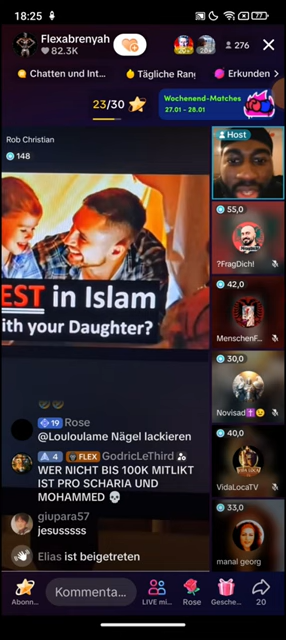 18:25
77
Flexabrenyah
82.3K
276
Chatten und Int...
Tägliche Rang
Erkunden >
23/30
Wochenend-Matches
27.01 - 28.01
Rob Christian
148
Host
EST in Islam
ith your Daughter?
55,0
?FragDich!
42,0
MenschenF...
30,0
Novisad✝️😉
40,0
VidaLocaTV
33,0
manal georg
19 Rose
@Louloulame Nägel lackieren
4 FLEX GodricLeThird
WER NICHT BIS 100K MITLIKT
IST PRO SCHARIA UND
MOHAMMED 💀
giupara57
jesusssss
Elias ist beigetreten
Abonn...
Kommenta...
LIVE mi...
Rose
Gesche...
20